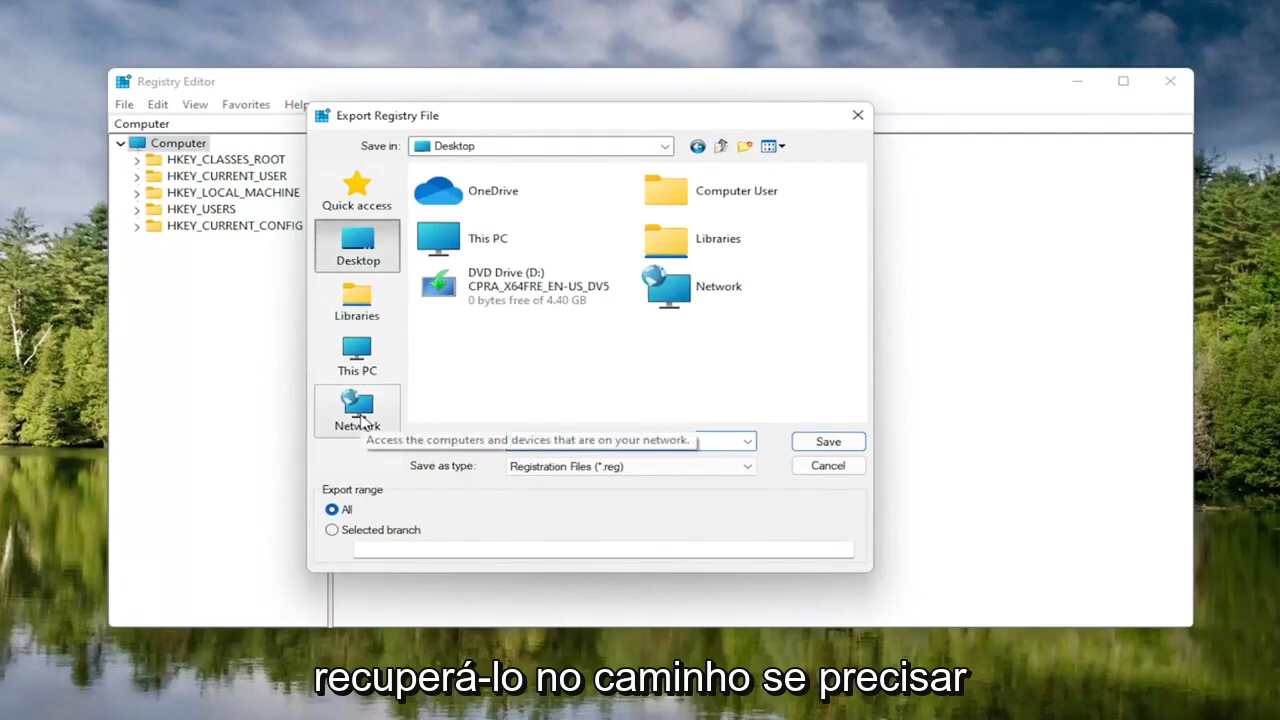 Registry Editor
File Edit View Favorites Help
Computer
Computer
HKEY_CLASSES_ROOT
HKEY_CURRENT_USER
HKEY_LOCAL_MACHINE
HKEY_USERS
HKEY_CURRENT_CONFIG
Export Registry File
Save in: Desktop
Quick access
Desktop
Libraries
This PC
Network
OneDrive
Computer User
This PC
Libraries
DVD Drive (D:)
CPRA_X64FRE_EN-US_DV5
0 bytes free of 4.40 GB
Network
Access the computers and devices that are on your network.
Save
Save as type: Registration Files (*.reg)
Cancel
Export range
All
Selected branch
recuperá-lo no caminho se precisar